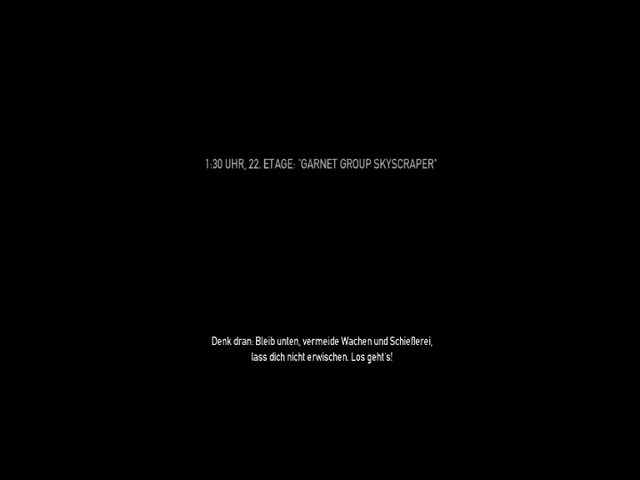 1:30 UHR, 22. ETAGE: "GARNET GROUP SKYSCRAPER"
Denk dran: Bleib unten, vermeide Wachen und Schießerei,
lass dich nicht erwischen. Los geht's!